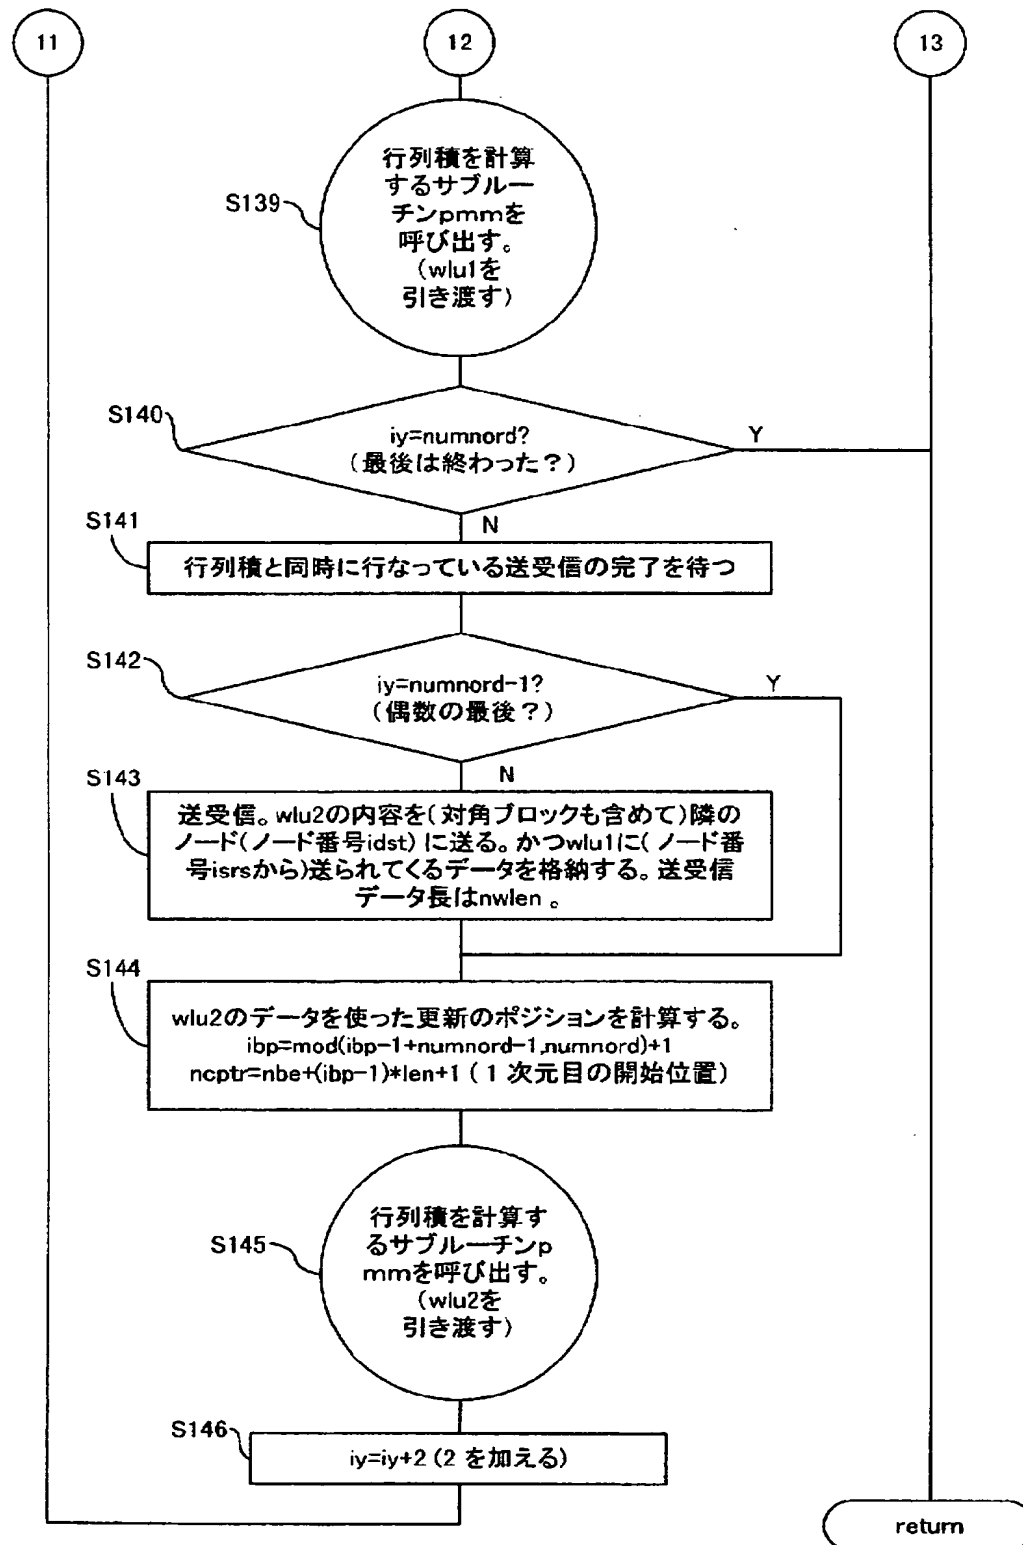 11
12
13
行列積を計算
するサブルー
チンpmmを
呼び出す。
(wlu1を
引き渡す)
S139
S140
iy=numnord?
(最後は終わった?)
Y
N
S141
行列積と同時に行なっている送受信の完了を待つ
S142
iy=numnord-1?
(偶数の最後?)
Y
N
S143
送受信。wlu2の内容を(対角ブロックも含めて)隣の
ノード(ノード番号idst)に送る。かつwlu1に(ノード番
号isrsから)送られてくるデータを格納する。送受信
データ長はnwlen。
S144
wlu2のデータを使った更新のポジションを計算する。
ibp=mod(ibp-1+numnord-1,numnord)+1
ncptr=nbe+(ibp-1)*len+1(1次元目の開始位置)
S145
行列積を計算す
るサブルーチンp
mmを呼び出す。
(wlu2を
引き渡す)
S146
iy=iy+2(2を加える)
return